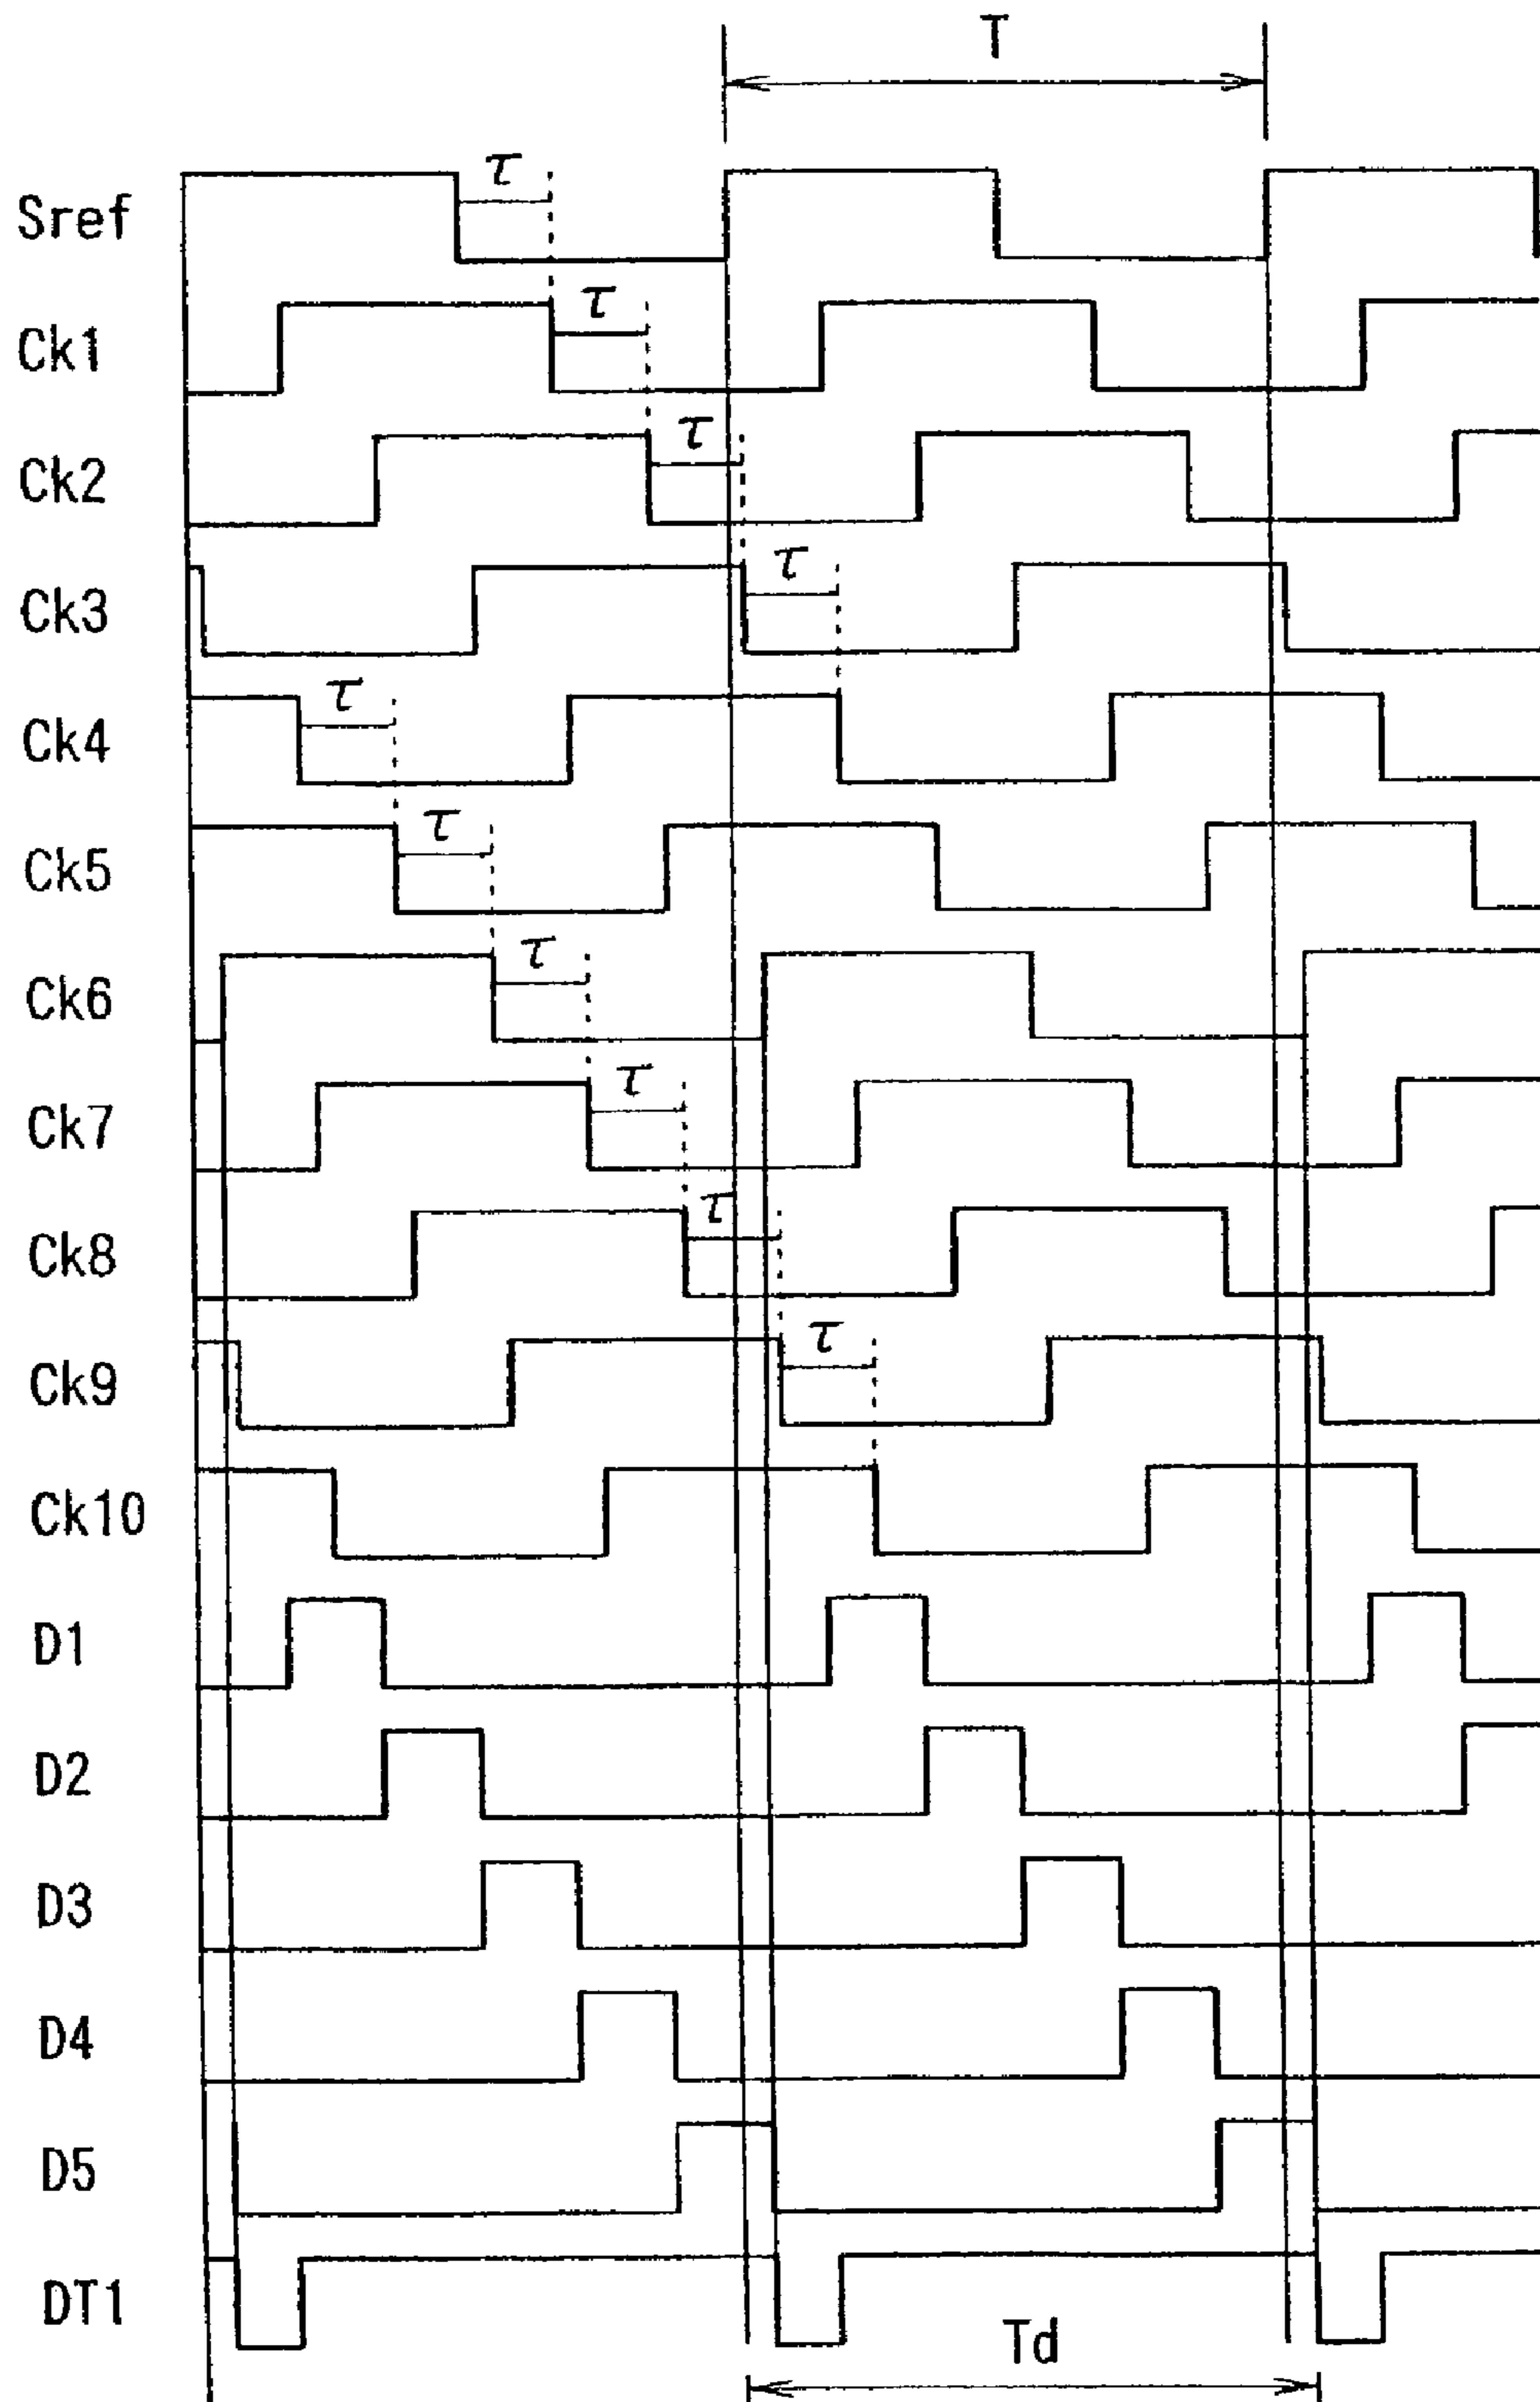 T
Sref τ
Ck1 τ
Ck2 τ
Ck3 τ
Ck4 τ
Ck5 τ
Ck6 τ
Ck7 τ
Ck8 τ
Ck9 τ
Ck10
D1
D2
D3
D4
D5
DT1
Td